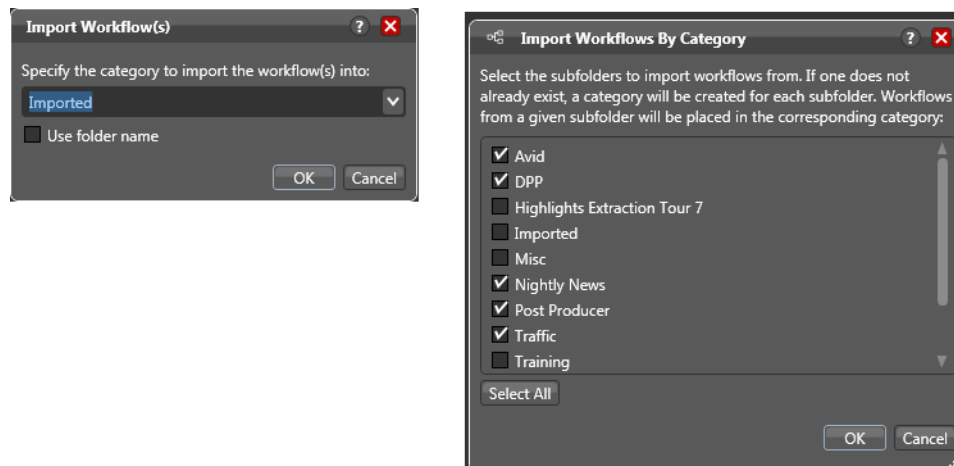 Import Workflow(s)
?
Specify the category to import the workflow(s) into:
Imported
Use folder name
OK
Cancel
Import Workflows By Category
?
Select the subfolders to import workflows from. If one does not
already exist, a category will be created for each subfolder. Workflows
from a given subfolder will be placed in the corresponding category:
Avid
DPP
Highlights Extraction Tour 7
Imported
Misc
Nightly News
Post Producer
Traffic
Training
Select All
OK
Cancel